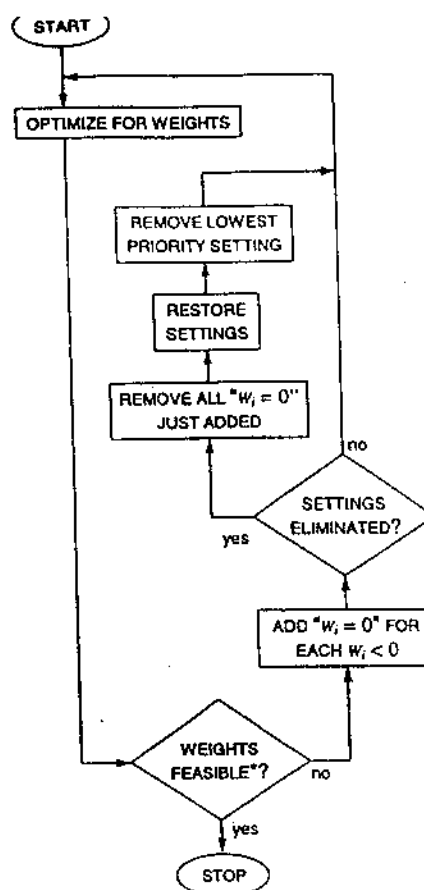 START
OPTIMIZE FOR WEIGHTS
REMOVE LOWEST
PRIORITY SETTING
RESTORE
SETTINGS
REMOVE ALL "wᵢ = 0"
JUST ADDED
no
yes
SETTINGS
ELIMINATED?
ADD "wᵢ = 0" FOR
EACH wᵢ < 0
WEIGHTS
FEASIBLE*?
no
yes
STOP